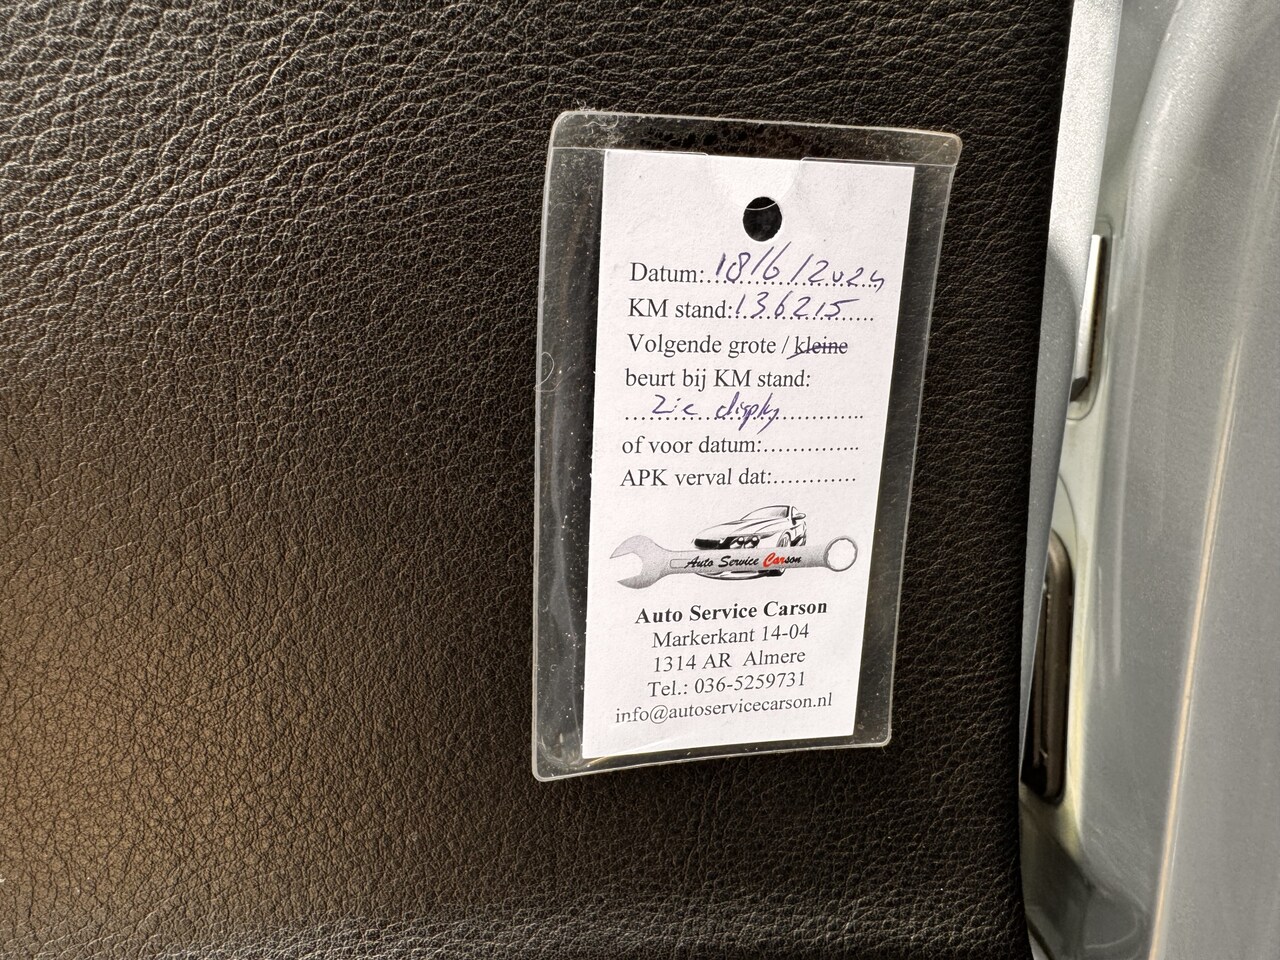 Datum: 18/6/2024
KM stand: 136215
Volgende grote / kleine
beurt bij KM stand:
Zie display
of voor datum:..............
APK verval dat:............
Auto Service Carson
Auto Service Carson
Markerkant 14-04
1314 AR Almere
Tel.: 036-5259731
info@autoservicecarson.nl